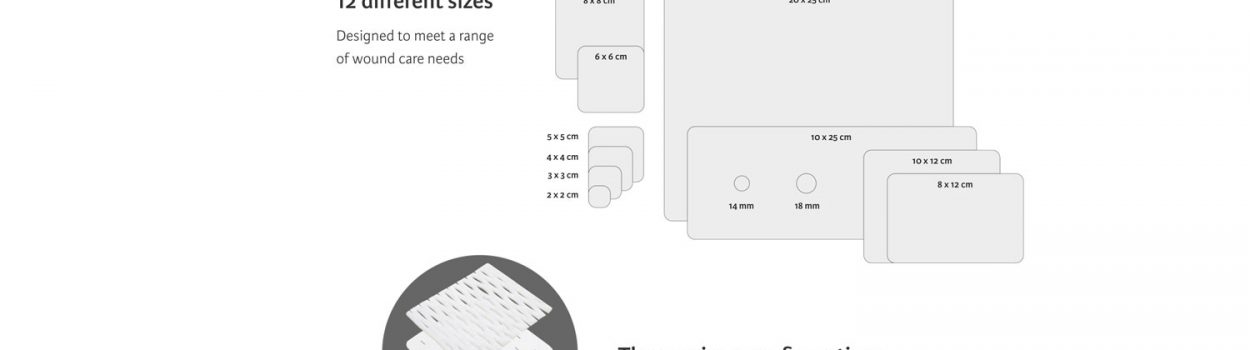 12 different sizes
Designed to meet a range
of wound care needs
8 x 8 cm
20 x 25 cm
6 x 6 cm
5 x 5 cm
4 x 4 cm
3 x 3 cm
2 x 2 cm
10 x 25 cm
14 mm
18 mm
10 x 12 cm
8 x 12 cm